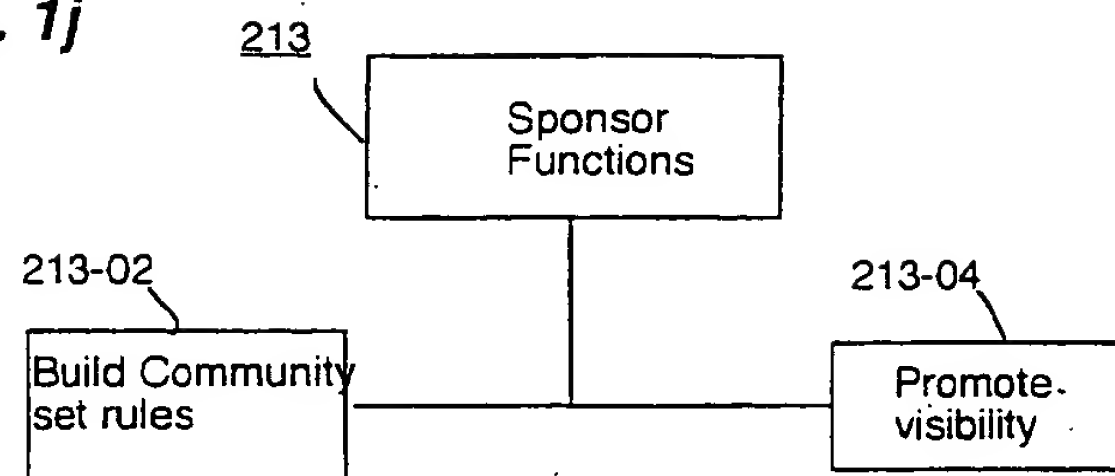 . 1j
213
Sponsor
Functions
213-02
213-04
Build Community
set rules
Promote-
visibility